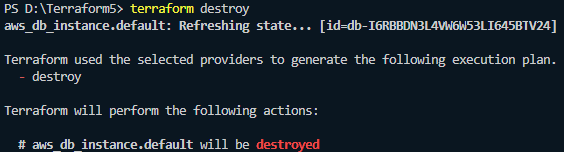 PS D:\Terraform5> terraform destroy
aws_db_instance.default: Refreshing state... [id=db-I6RBBDN3L4VW6W53LI645BTV24]
Terraform used the selected providers to generate the following execution plan.
- destroy
Terraform will perform the following actions:
# aws_db_instance.default will be destroyed